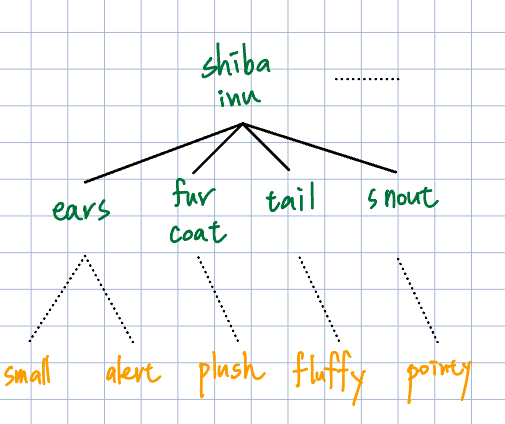 shiba
inu
ears
fur
coat
tail
snout
small
alert
plush
fluffy
pointy